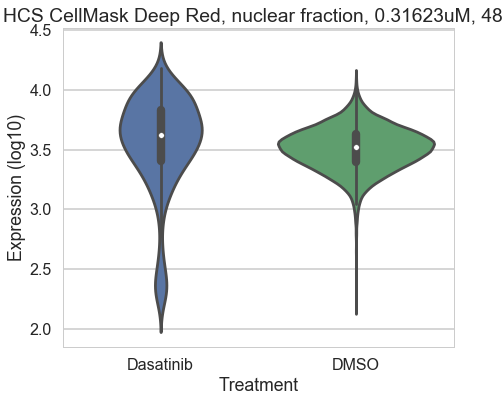 HCS CellMask Deep Red, nuclear fraction, 0.31623uM, 48
4.5
4.0
3.5
3.0
2.5
2.0
Expression (log10)
Dasatinib DMSO
Treatment